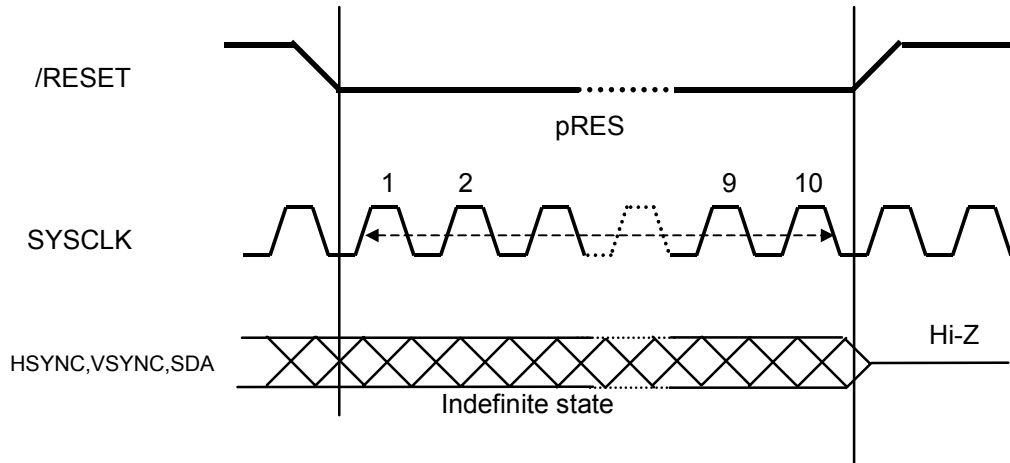 /RESET
pRES
1 2 9 10
SYSCLK
Hi-Z
HSYNC,VSYNC,SDA
Indefinite state